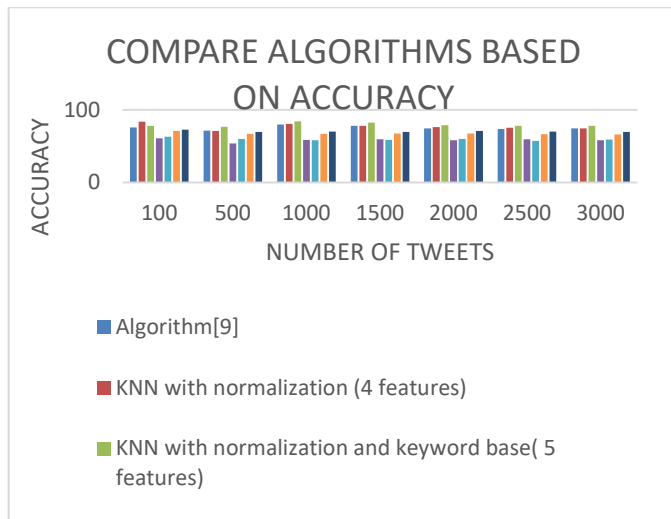 COMPARE ALGORITHMS BASED
ON ACCURACY
100
0
ACCURACY
100 500 1000 1500 2000 2500 3000
NUMBER OF TWEETS
Algorithm[9]
KNN with normalization (4 features)
KNN with normalization and keyword base( 5
features)